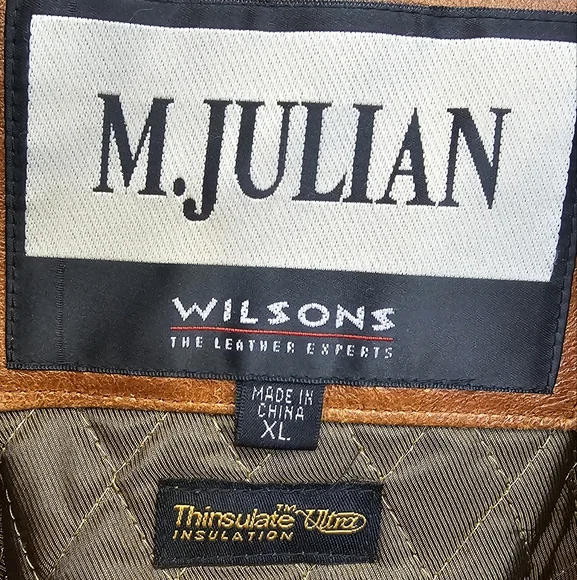 M.JULIAN
WILSONS
THE LEATHER EXPERTS
MADE IN
CHINA
XL
Thinsulate™ Ultra
INSULATION